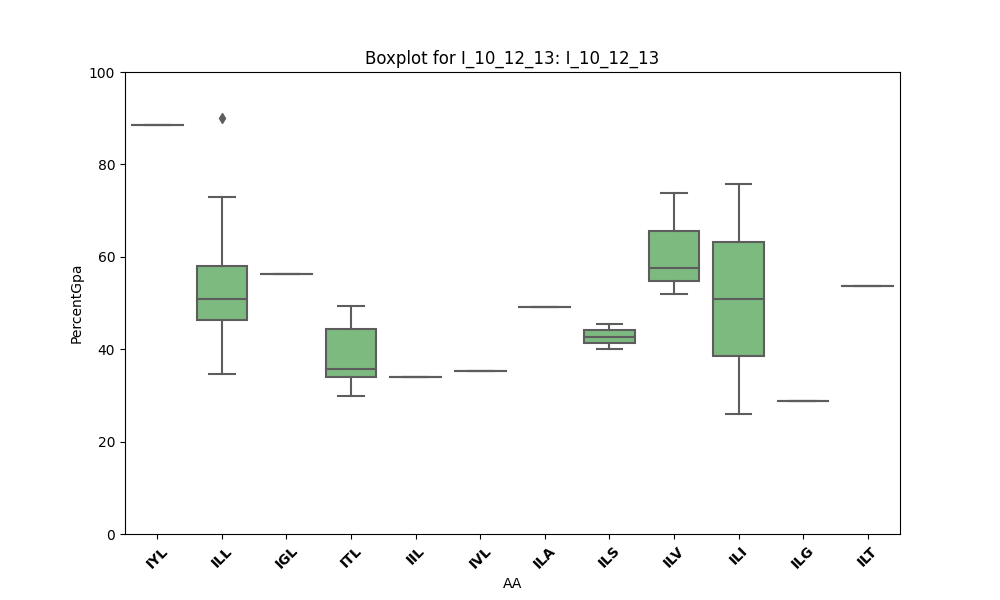 Boxplot for I_10_12_13: I_10_12_13
100
80
60
40
20
0
PercentGpa
IYL
ILL
IGL
ITL
IIL
IVL
ILA
ILS
ILV
ILI
ILG
ILT
AA